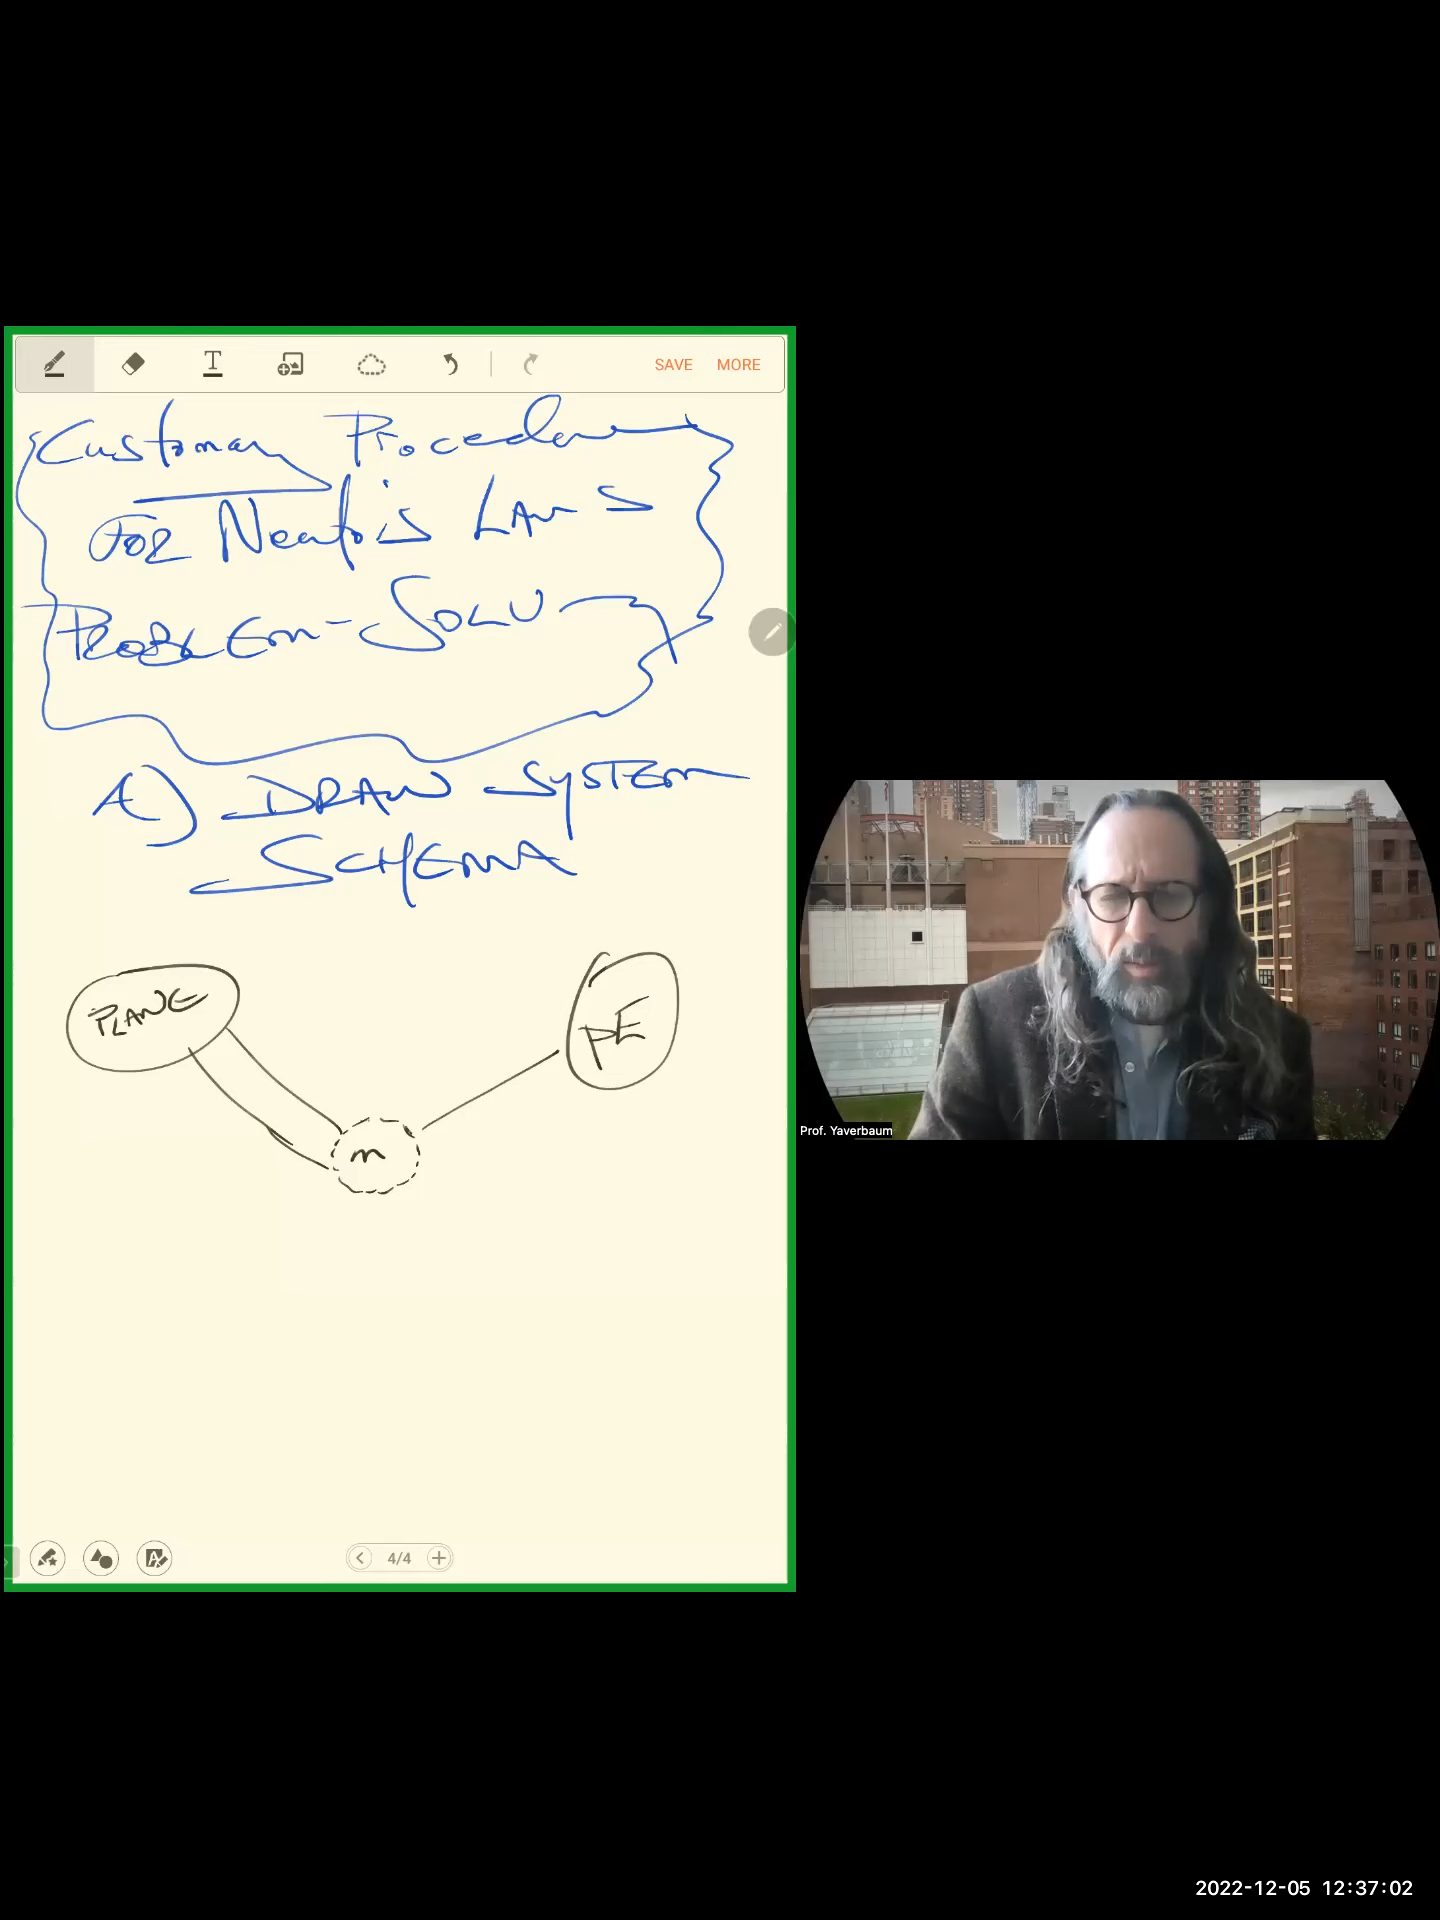 SAVE MORE
Customary Procedure
FOR Newton's LAWS
PROBLEM-SOLV
A) DRAW SYSTEM
SCHEMA
PLANE
PE
m
Prof. Yaverbaum
4/4
2022-12-05 12:37:02